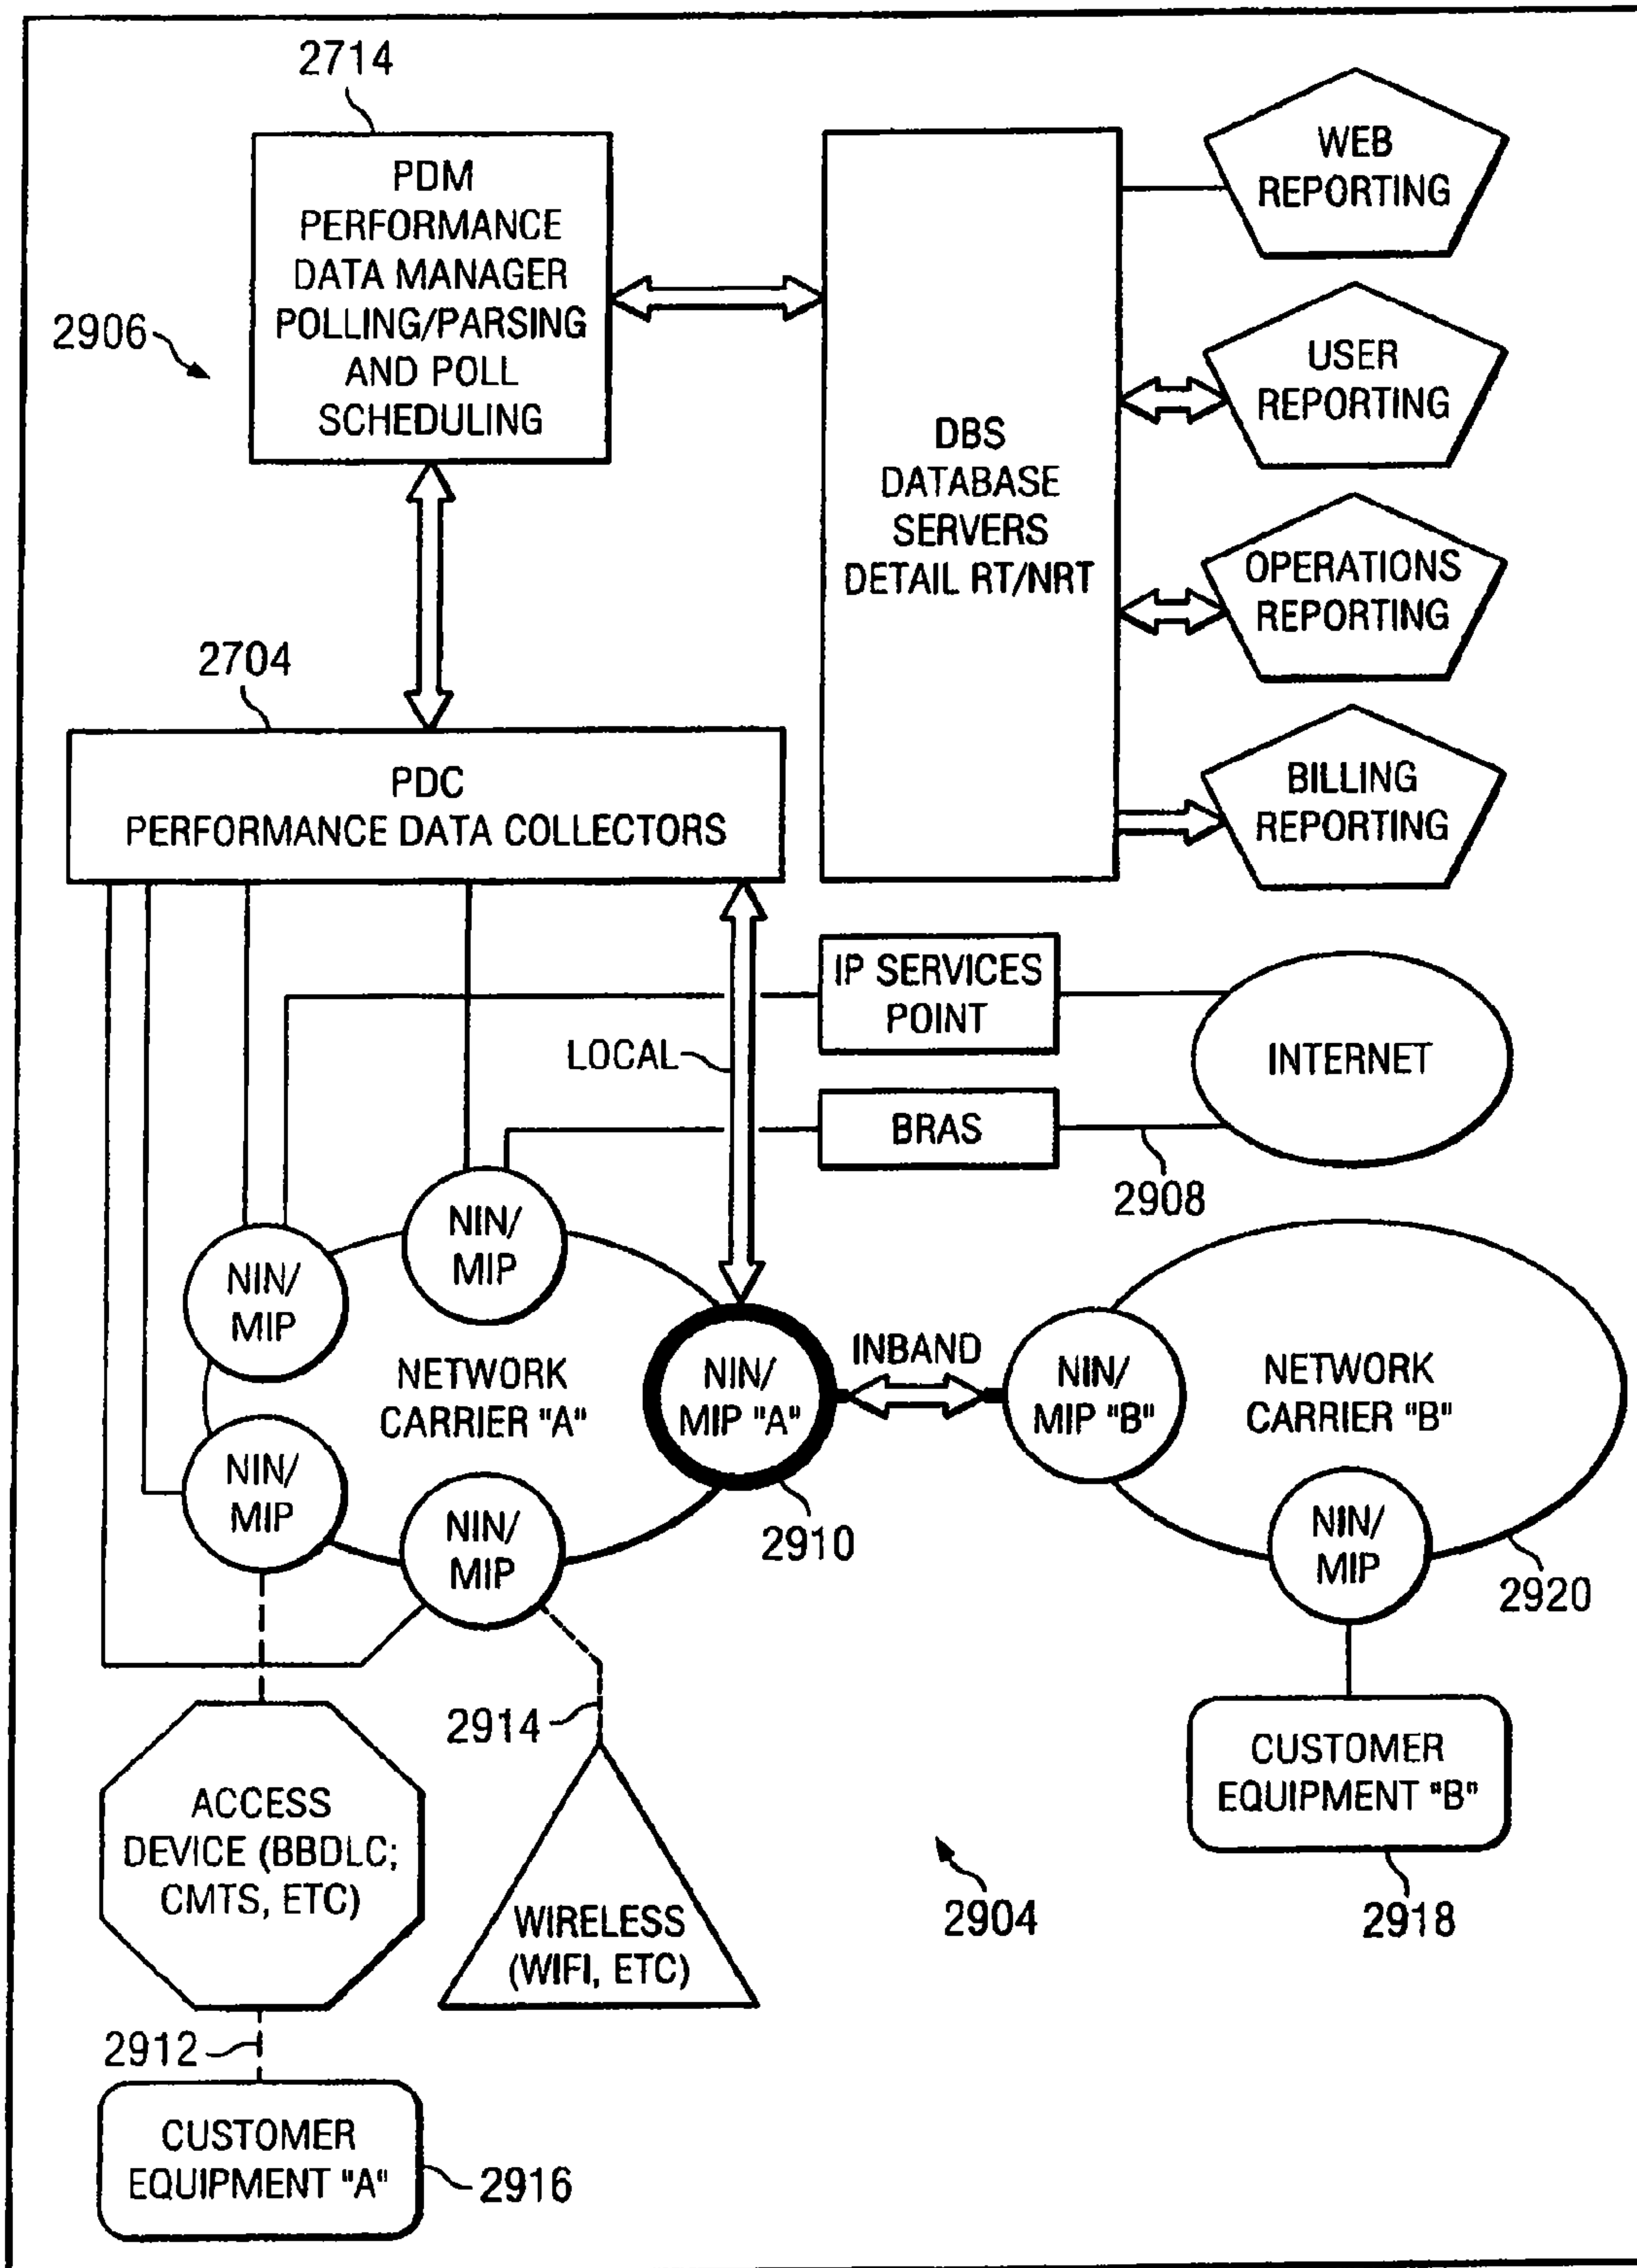 2714
PDM
PERFORMANCE
DATA MANAGER
POLLING/PARSING
AND POLL
SCHEDULING
2906
DBS
DATABASE
SERVERS
DETAIL RT/NRT
WEB
REPORTING
USER
REPORTING
OPERATIONS
REPORTING
BILLING
REPORTING
2704
PDC
PERFORMANCE DATA COLLECTORS
IP SERVICES
POINT
LOCAL
INTERNET
BRAS
2908
NIN/
MIP
NIN/
MIP
NETWORK
CARRIER "A"
NIN/
MIP "A"
INBAND
NIN/
MIP "B"
NETWORK
CARRIER "B"
NIN/
MIP
NIN/
MIP
2910
NIN/
MIP
2920
2914
ACCESS
DEVICE (BBDLC;
CMTS, ETC)
WIRELESS
(WIFI, ETC)
2904
CUSTOMER
EQUIPMENT "B"
2918
2912
CUSTOMER
EQUIPMENT "A"
2916